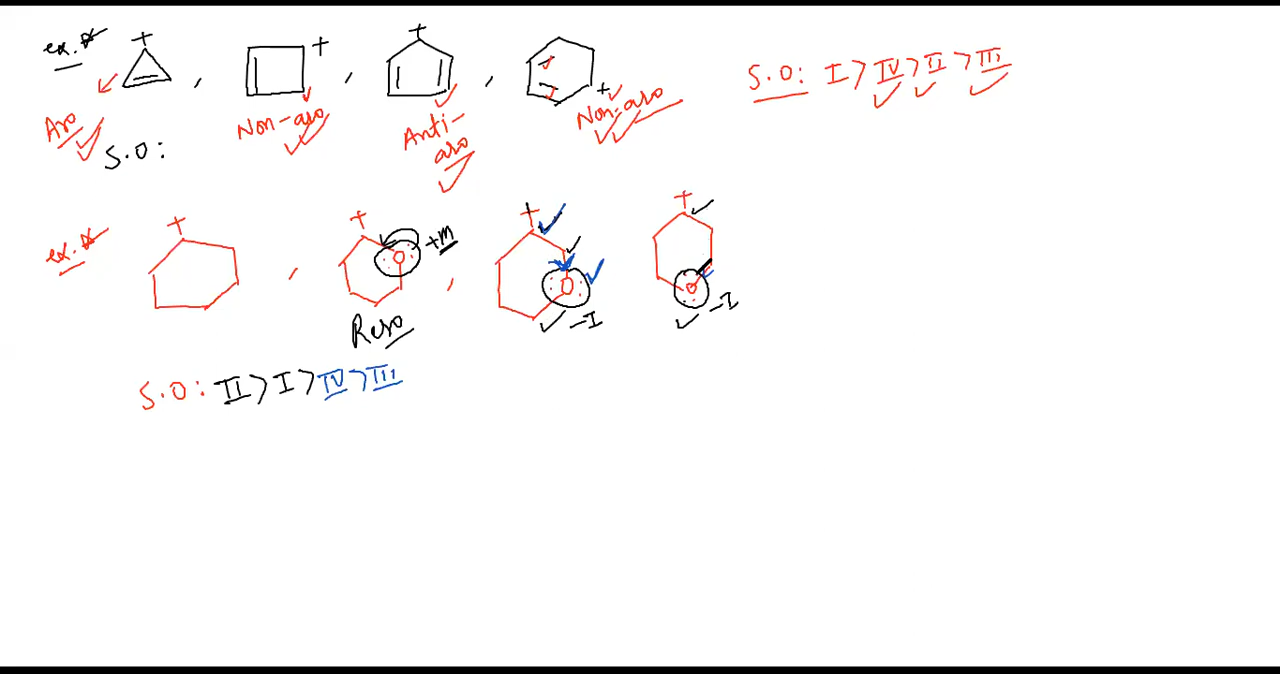 ex.
+ , + , + , +
S.O: I > IV > II > III
Aro
Non-aro
Anti-
aro
Non-aro
S.O:
ex.
+ , + O +M , + O -I + O -I
Reso
S.O: II > I > IV > III